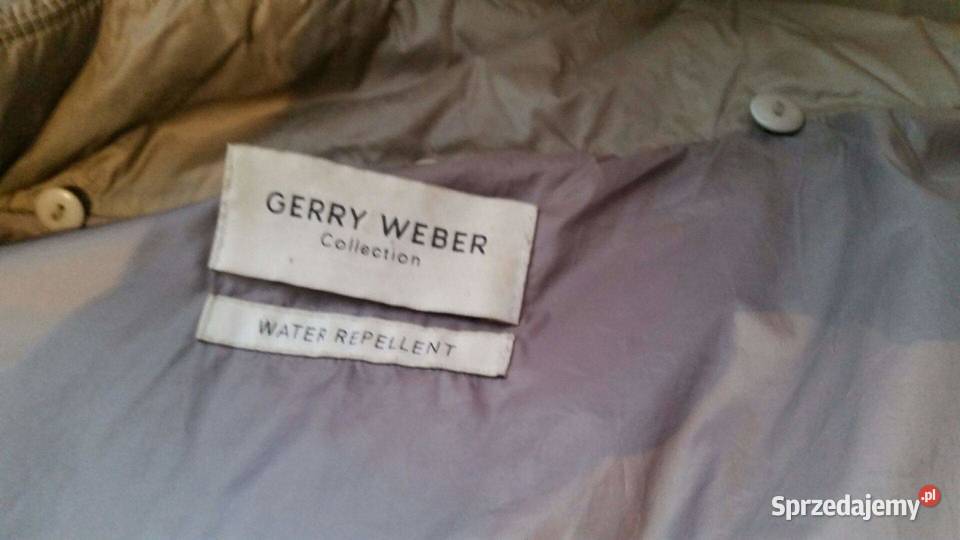 GERRY WEBER
Collection
WATER REPELLENT
Sprzedajemy.pl